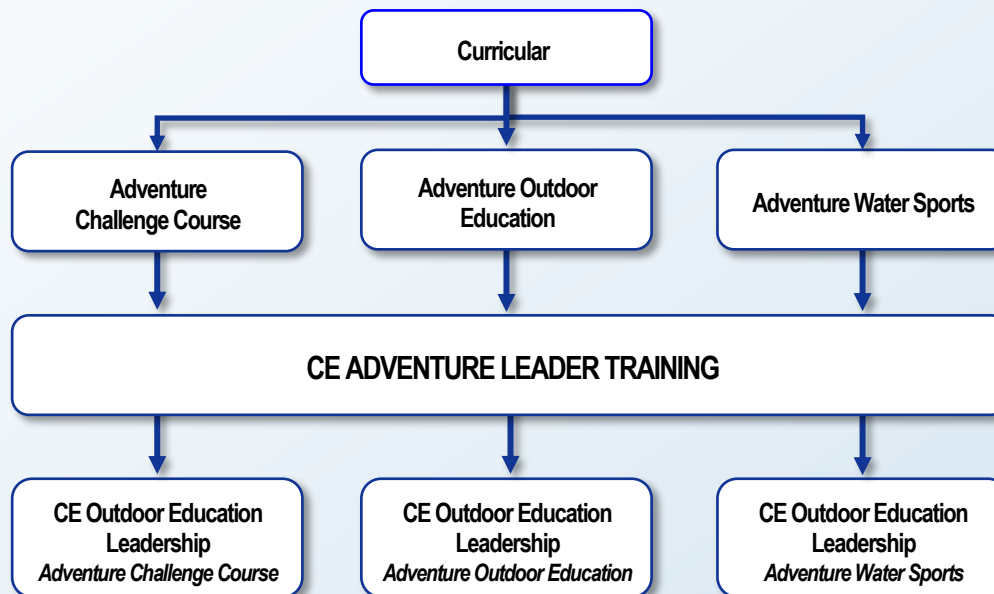 Curricular
Adventure
Challenge Course
Adventure Outdoor
Education
Adventure Water Sports
CE ADVENTURE LEADER TRAINING
CE Outdoor Education
Leadership
Adventure Challenge Course
CE Outdoor Education
Leadership
Adventure Outdoor Education
CE Outdoor Education
Leadership
Adventure Water Sports